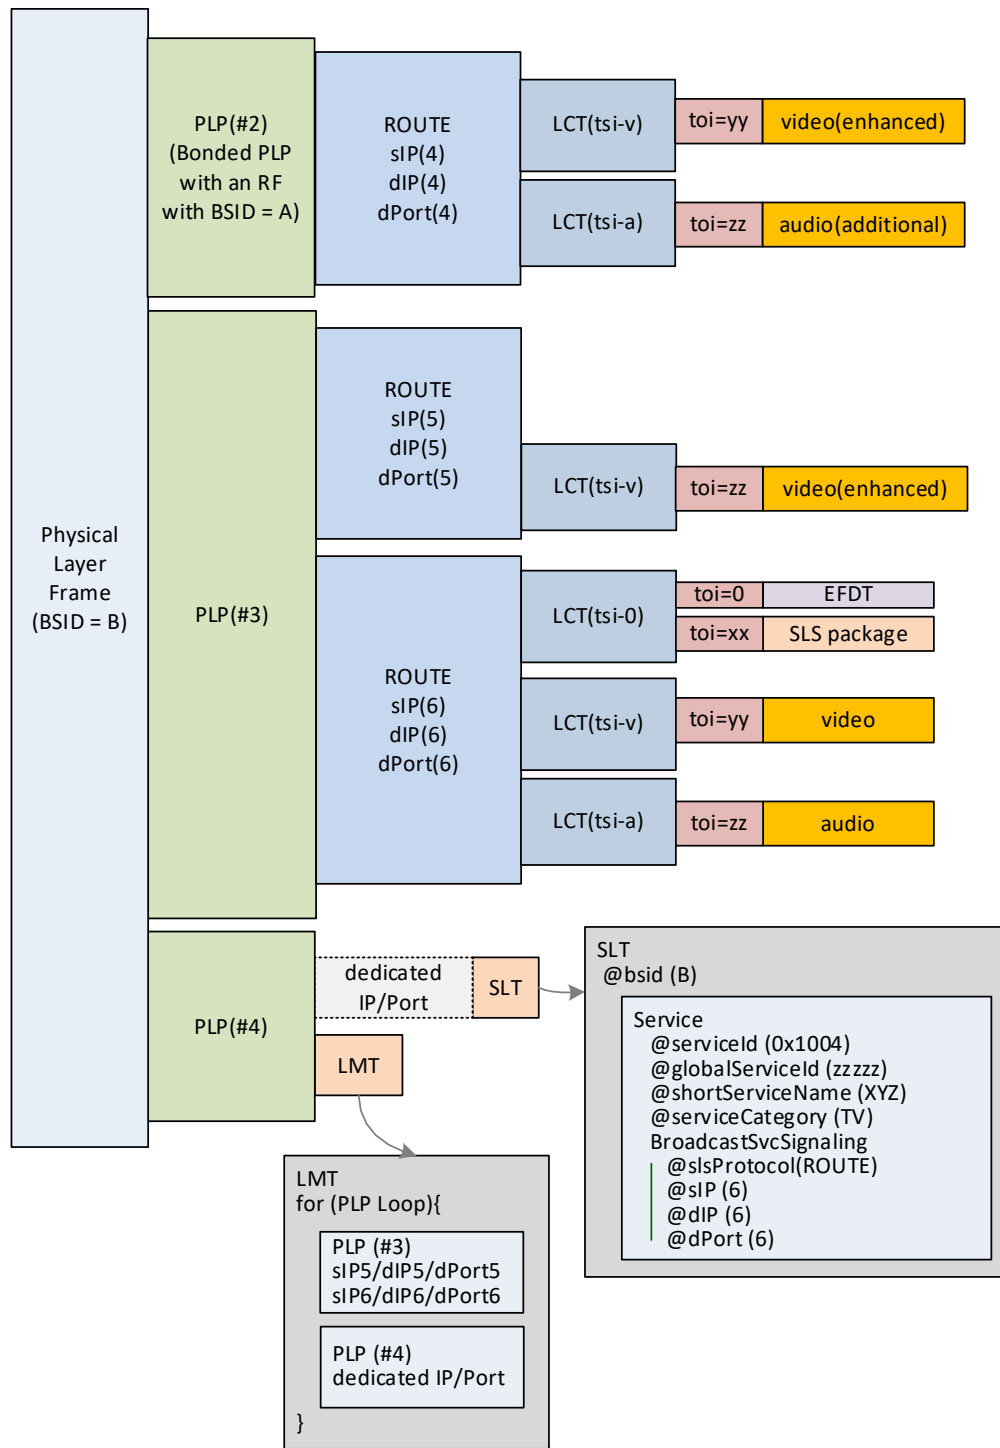 PLP(#2)
(Bonded PLP
with an RF
with BSID = A)
ROUTE
sIP(4)
dIP(4)
dPort(4)
LCT(tsi-v)
toi=yy
video(enhanced)
LCT(tsi-a)
toi=zz
audio(additional)
Physical
Layer
Frame
(BSID = B)
PLP(#3)
ROUTE
sIP(5)
dIP(5)
dPort(5)
LCT(tsi-v)
toi=zz
video(enhanced)
ROUTE
sIP(6)
dIP(6)
dPort(6)
LCT(tsi-0)
toi=0
EFDT
toi=xx
SLS package
LCT(tsi-v)
toi=yy
video
LCT(tsi-a)
toi=zz
audio
PLP(#4)
dedicated
IP/Port
SLT
LMT
SLT
@bsid (B)
Service
@serviceId (0x1004)
@globalServiceId (zzzzz)
@shortServiceName (XYZ)
@serviceCategory (TV)
BroadcastSvcSignaling
@slsProtocol(ROUTE)
@sIP (6)
@dIP (6)
@dPort (6)
LMT
for (PLP Loop){
PLP (#3)
sIP5/dIP5/dPort5
sIP6/dIP6/dPort6
PLP (#4)
dedicated IP/Port
}